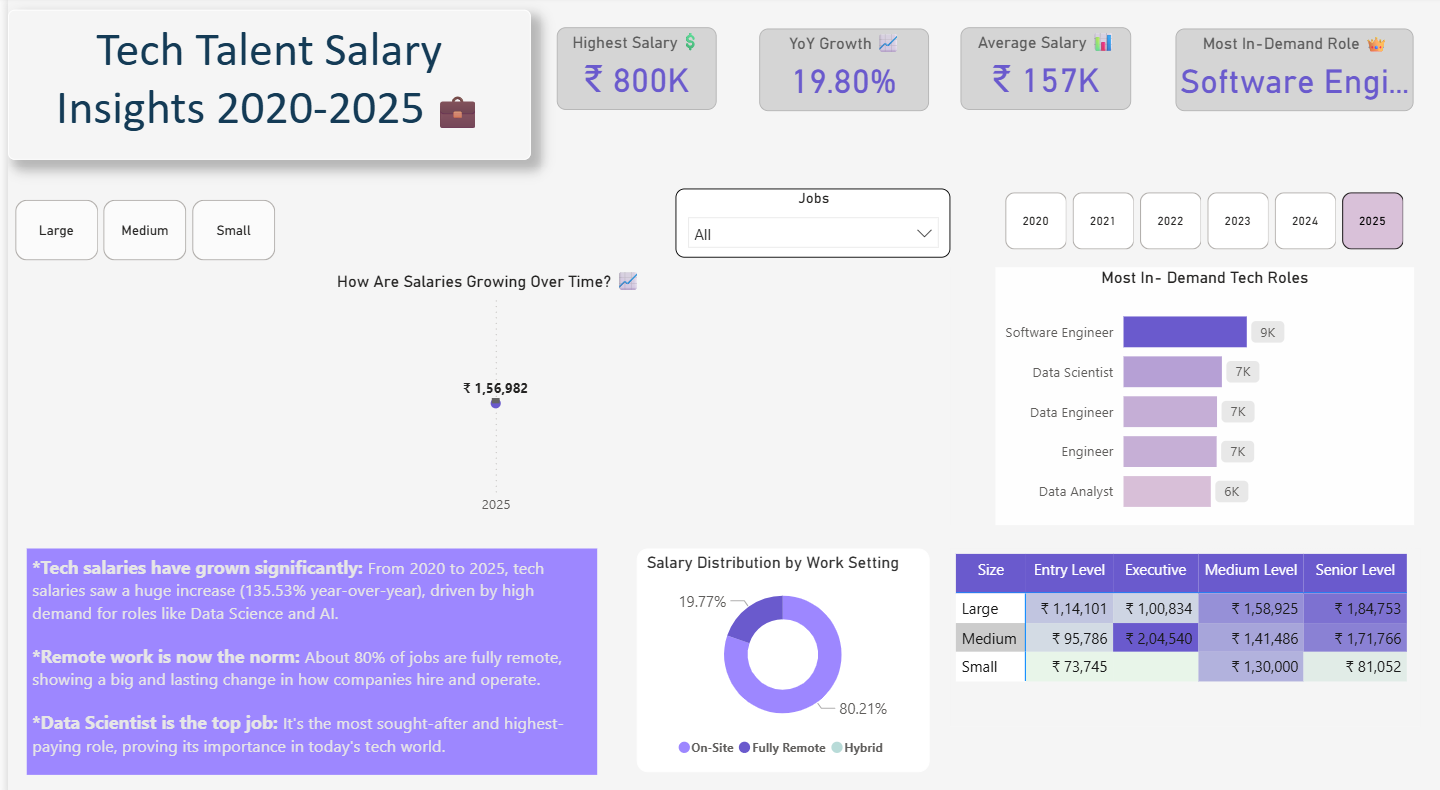 Tech Talent Salary
Insights 2020-2025 💼
Highest Salary 💲
₹ 800K
YoY Growth 📈
19.80%
Average Salary 📊
₹ 157K
Most In-Demand Role 👑
Software Engi...
Large
Medium
Small
Jobs
All
2020
2021
2022
2023
2024
2025
How Are Salaries Growing Over Time? 📈
₹ 1,56,982
2025
Most In- Demand Tech Roles
Software Engineer 9K
Data Scientist 7K
Data Engineer 7K
Engineer 7K
Data Analyst 6K
*Tech salaries have grown significantly: From 2020 to 2025, tech
salaries saw a huge increase (135.53% year-over-year), driven by high
demand for roles like Data Science and AI.
*Remote work is now the norm: About 80% of jobs are fully remote,
showing a big and lasting change in how companies hire and operate.
*Data Scientist is the top job: It's the most sought-after and highest-
paying role, proving its importance in today's tech world.
Salary Distribution by Work Setting
19.77%
80.21%
On-Site Fully Remote Hybrid
Size Entry Level Executive Medium Level Senior Level
Large ₹ 1,14,101 ₹ 1,00,834 ₹ 1,58,925 ₹ 1,84,753
Medium ₹ 95,786 ₹ 2,04,540 ₹ 1,41,486 ₹ 1,71,766
Small ₹ 73,745 ₹ 1,30,000 ₹ 81,052